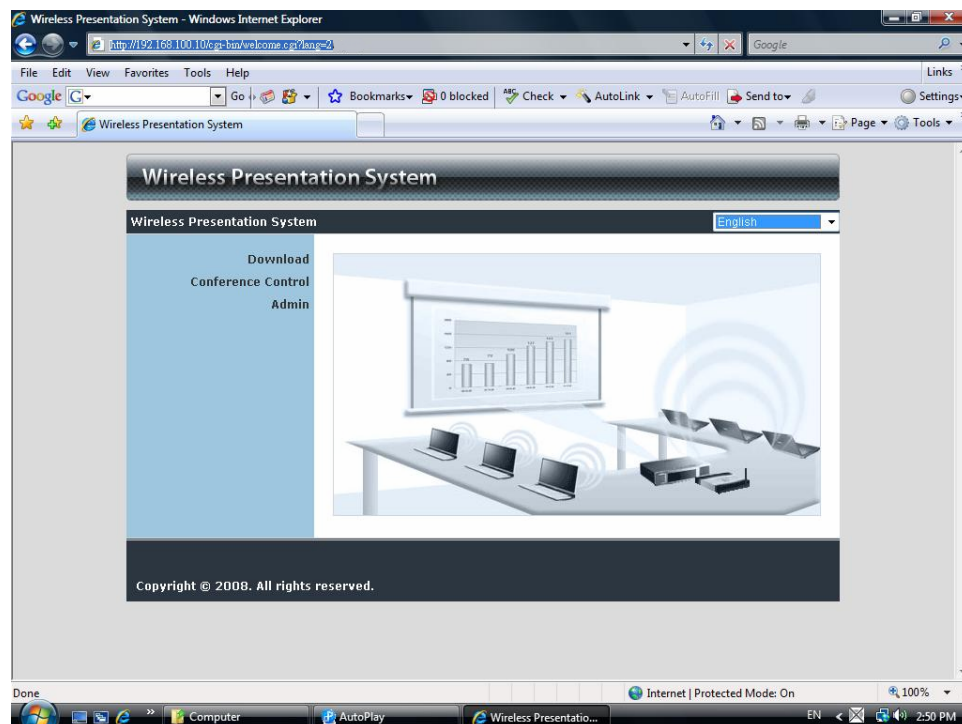 Wireless Presentation System - Windows Internet Explorer
http://192.168.100.10/cgi-bin/welcome.cgi?lang=2
Google
File Edit View Favorites Tools Help
Links
Google G Go 0 blocked Bookmarks Check AutoLink AutoFill Send to Settings
Wireless Presentation System
Page Tools
Wireless Presentation System
Wireless Presentation System
English
Download
Conference Control
Admin
Copyright © 2008. All rights reserved.
Done
Internet | Protected Mode: On
100%
Computer
AutoPlay
Wireless Presentatio...
EN
2:50 PM